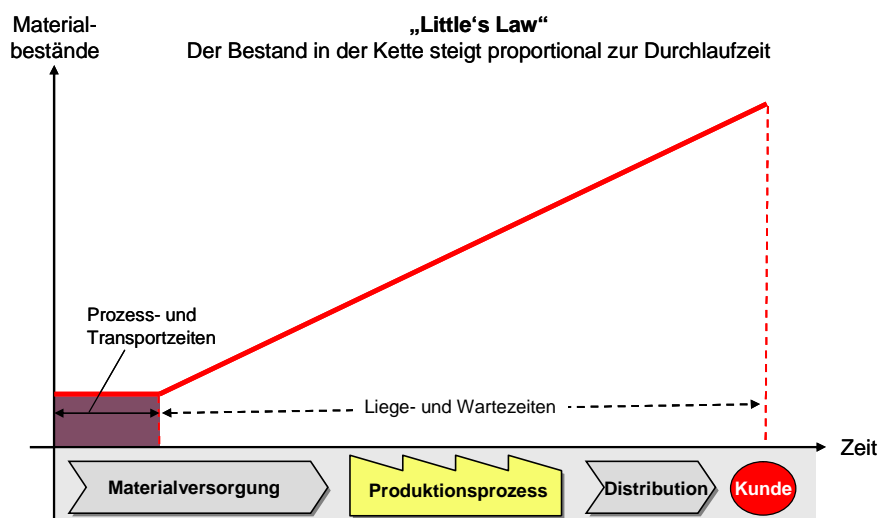 Material-
bestände
„Little‘s Law“
Der Bestand in der Kette steigt proportional zur Durchlaufzeit
Prozess- und
Transportzeiten
Liege- und Wartezeiten
Zeit
Materialversorgung
Produktionsprozess
Distribution
Kunde